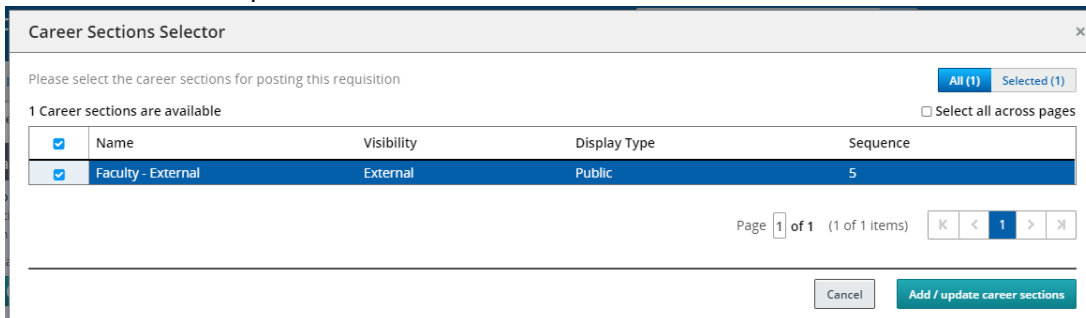 Career Sections Selector ×
Please select the career sections for posting this requisition All (1) Selected (1)
1 Career sections are available Select all across pages
Name Visibility Display Type Sequence
Faculty - External External Public 5
Page 1 of 1 (1 of 1 items) K < 1 > Ʞ
Cancel Add / update career sections